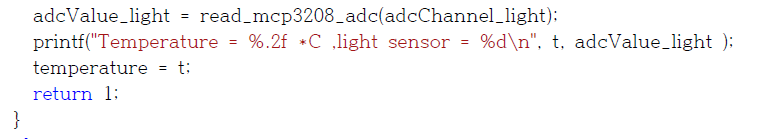 adcValue_light = read_mcp3208_adc(adcChannel_light);
printf("Temperature = %.2f *C ,light sensor = %d\n", t, adcValue_light );
temperature = t;
return 1;
}